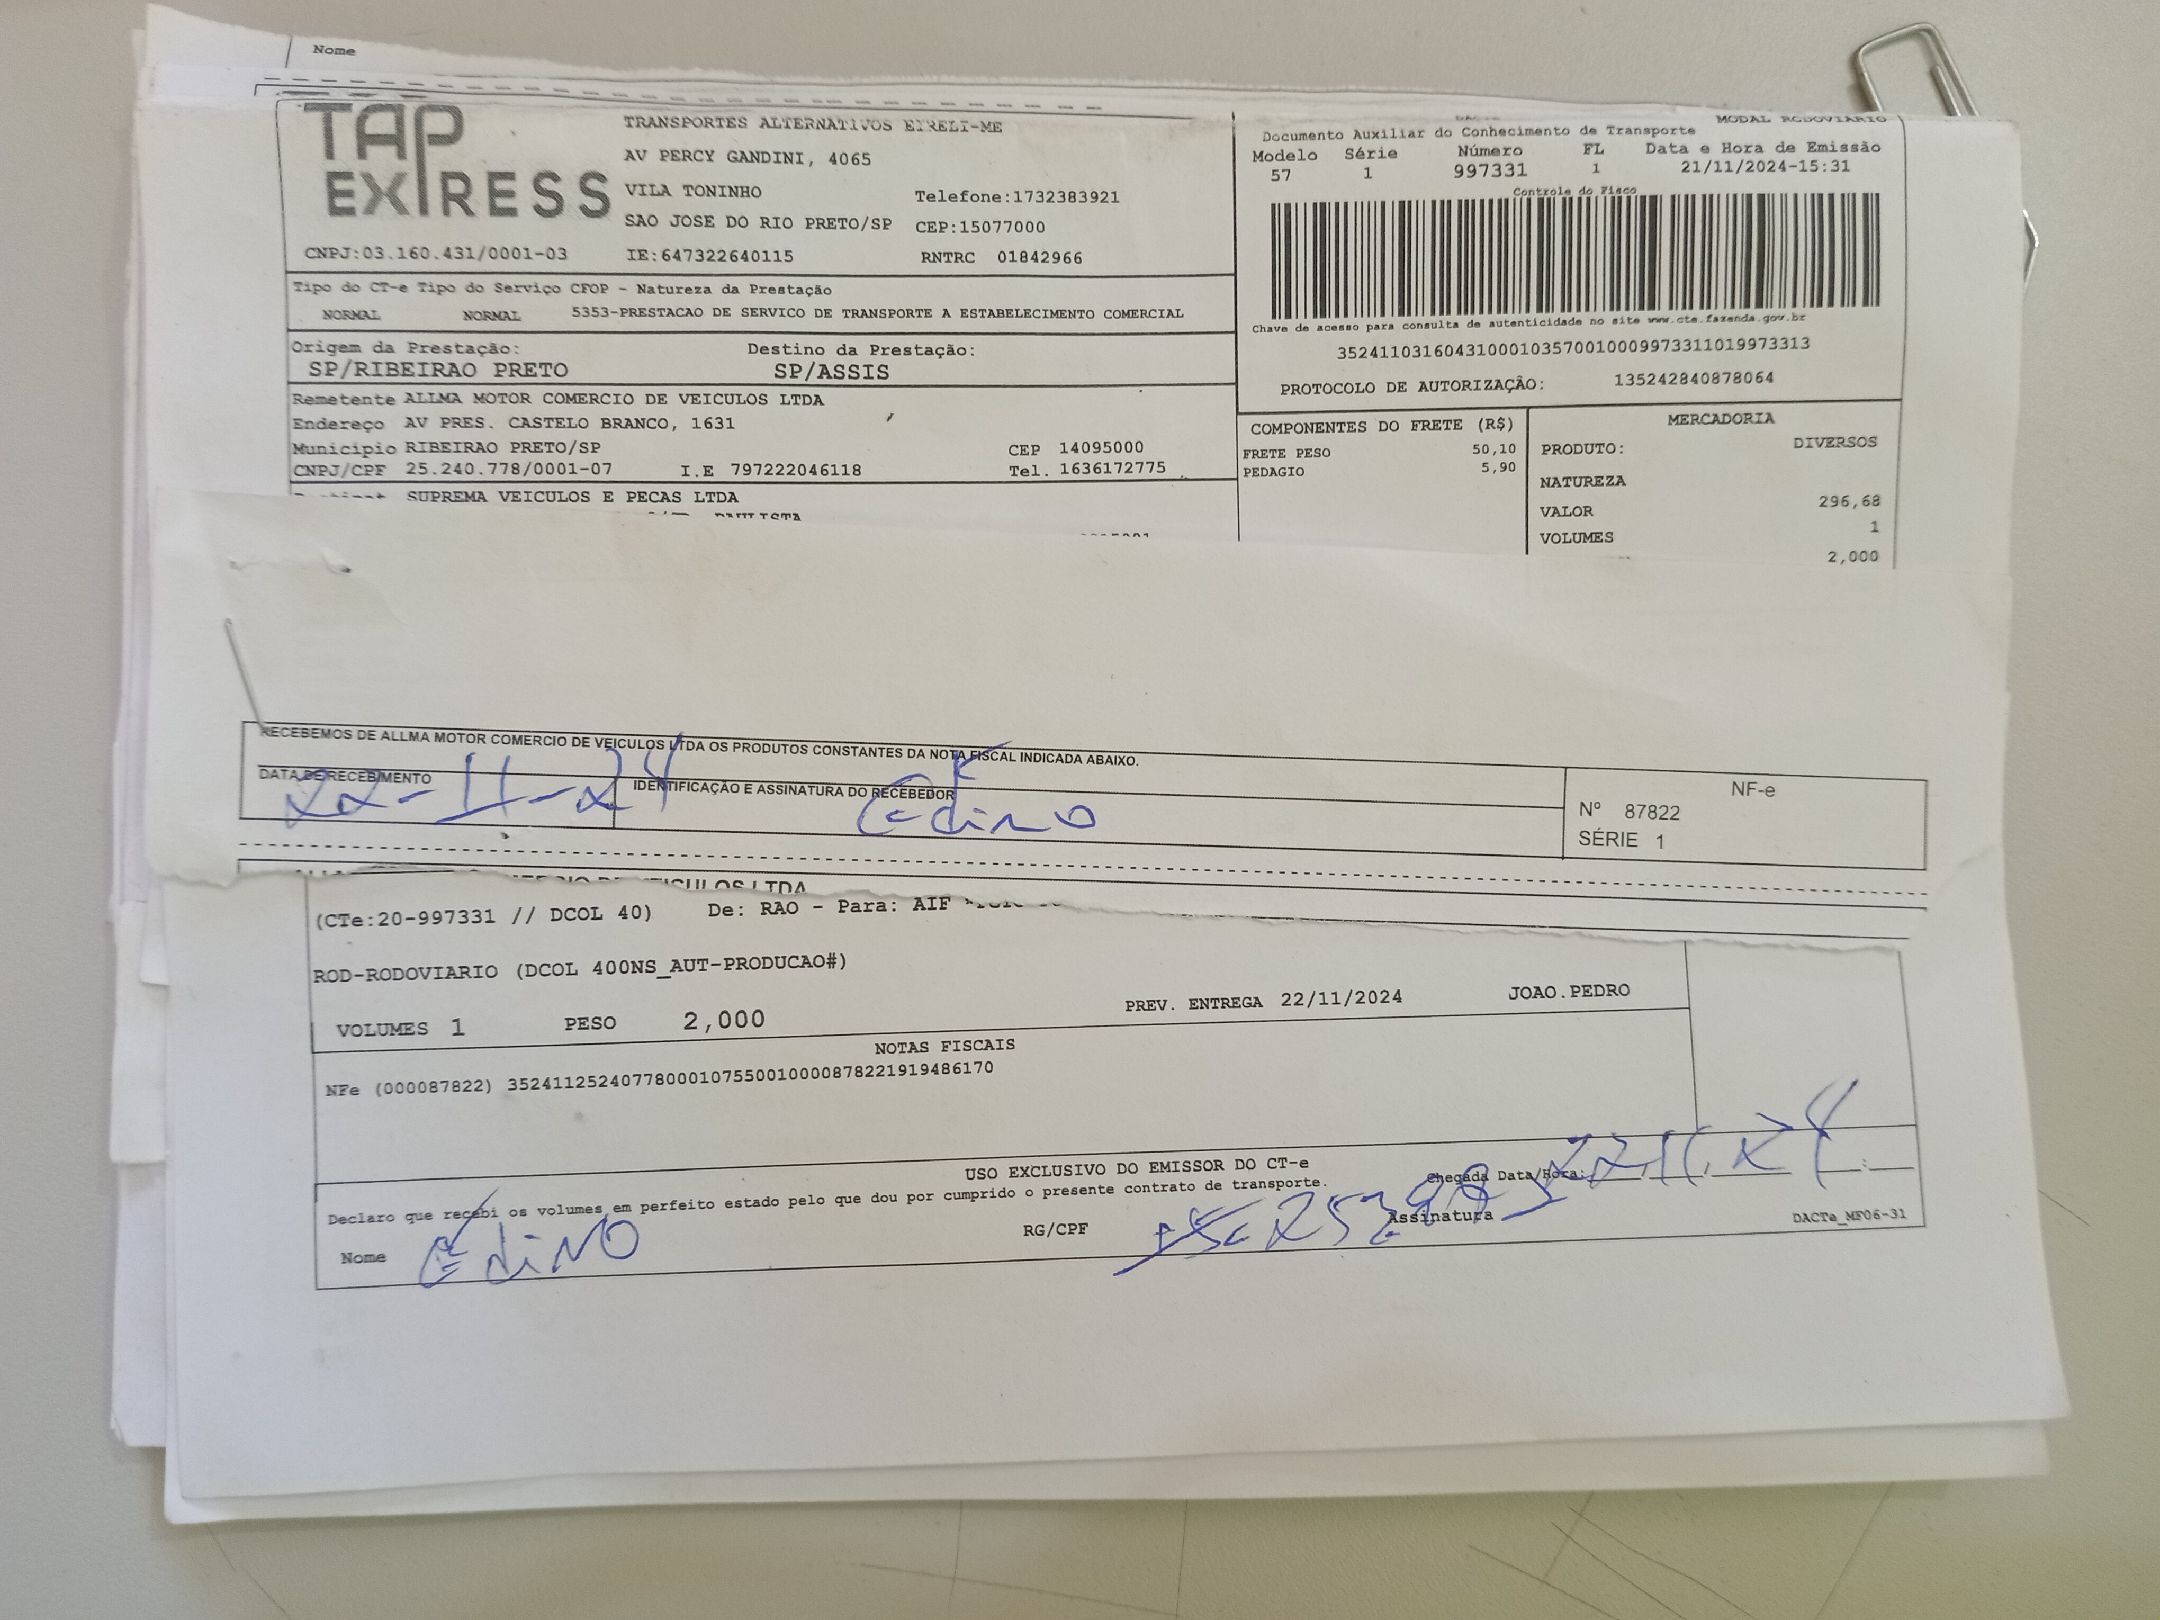 Nome
TAP EXPRESS
TRANSPORTES ALTERNATIVOS EIRELI-ME
AV PERCY GANDINI, 4065
VILA TONINHO Telefone:1732383921
SAO JOSE DO RIO PRETO/SP CEP:15077000
CNPJ:03.160.431/0001-03 IE:647322640115 RNTRC 01842966
Tipo do CT-e Tipo do Serviço CFOP - Natureza da Prestação
NORMAL NORMAL 5353-PRESTACAO DE SERVICO DE TRANSPORTE A ESTABELECIMENTO COMERCIAL
Origem da Prestação: Destino da Prestação:
SP/RIBEIRAO PRETO SP/ASSIS
Remetente ALLMA MOTOR COMERCIO DE VEICULOS LTDA
Endereço AV PRES. CASTELO BRANCO, 1631
Municipio RIBEIRAO PRETO/SP CEP 14095000
CNPJ/CPF 25.240.778/0001-07 I.E 797222046118 Tel. 1636172775
SUPREMA VEICULOS E PECAS LTDA
MODAL RODOVIARIO
Documento Auxiliar do Conhecimento de Transporte
Modelo Série Número FL Data e Hora de Emissão
57 1 997331 1 21/11/2024-15:31
Controle do Fisco
Chave de acesso para consulta de autenticidade no site www.cte.fazenda.gov.br
35241103160431000103570010009973311019973313
PROTOCOLO DE AUTORIZAÇÃO: 135242840878064
COMPONENTES DO FRETE (R$)
FRETE PESO 50,10
PEDAGIO 5,90
MERCADORIA
PRODUTO: DIVERSOS
NATUREZA
VALOR 296,68
VOLUMES 1
2,000
RECEBEMOS DE ALLMA MOTOR COMERCIO DE VEICULOS LTDA OS PRODUTOS CONSTANTES DA NOTA FISCAL INDICADA ABAIXO.
DATA DE RECEBIMENTO IDENTIFICAÇÃO E ASSINATURA DO RECEBEDOR
22-11-24 Edino
NF-e
Nº 87822
SÉRIE 1
(CTe:20-997331 // DCOL 40) De: RAO - Para: AIF
ROD-RODOVIARIO (DCOL 400NS_AUT-PRODUCAO#)
VOLUMES 1 PESO 2,000 PREV. ENTREGA 22/11/2024 JOAO.PEDRO
NOTAS FISCAIS
NFe (000087822) 35241125240778000107550010000878221919486170
USO EXCLUSIVO DO EMISSOR DO CT-e
Chegada Data/Hora: 22.11.24
Declaro que recebi os volumes em perfeito estado pelo que dou por cumprido o presente contrato de transporte.
Nome Edino RG/CPF Assinatura DACTe_MF06-31